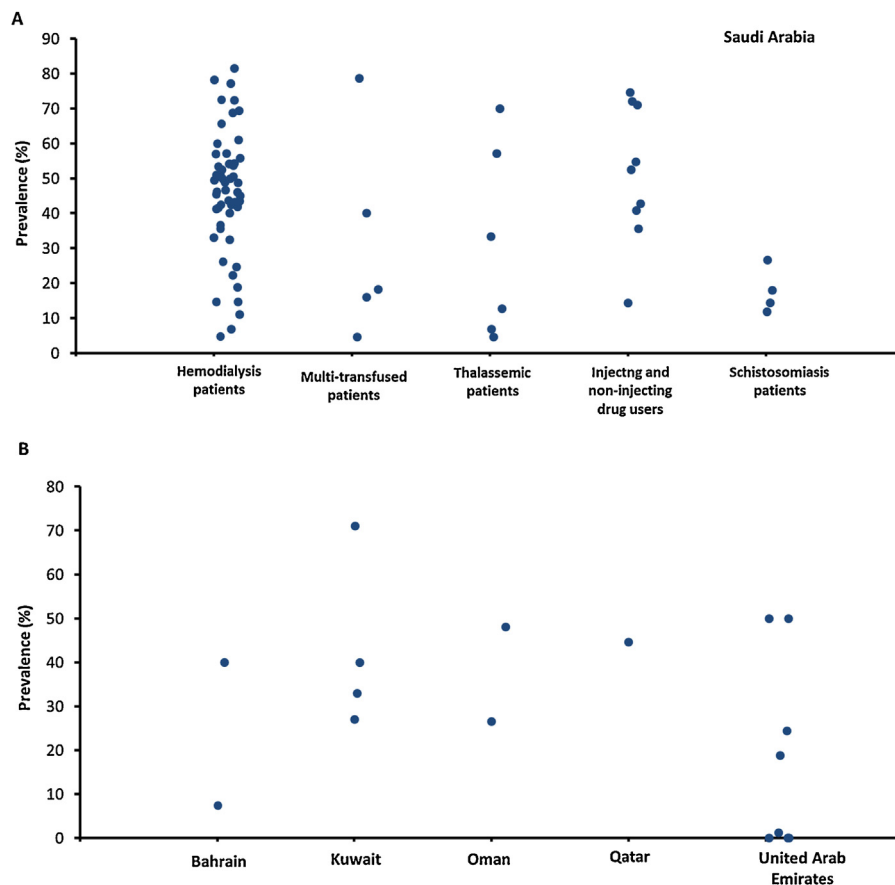 A
Saudi Arabia
90
80
70
60
50
40
30
20
10
0
Prevalence (%)
Hemodialysis
patients
Multi-transfused
patients
Thalassemic
patients
Injectng and
non-injecting
drug users
Schistosomiasis
patients
B
80
70
60
50
40
30
20
10
0
Prevalence (%)
Bahrain
Kuwait
Oman
Qatar
United Arab
Emirates